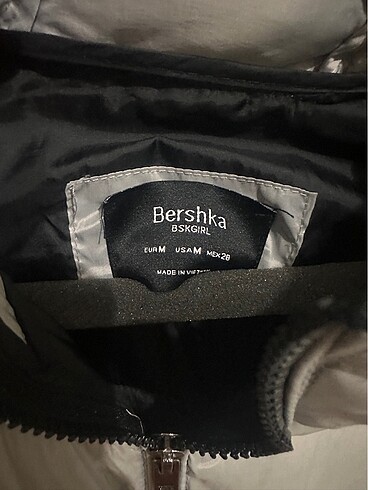 Bershka
BSKGIRL
EUR M USA M MEX 28
MADE IN